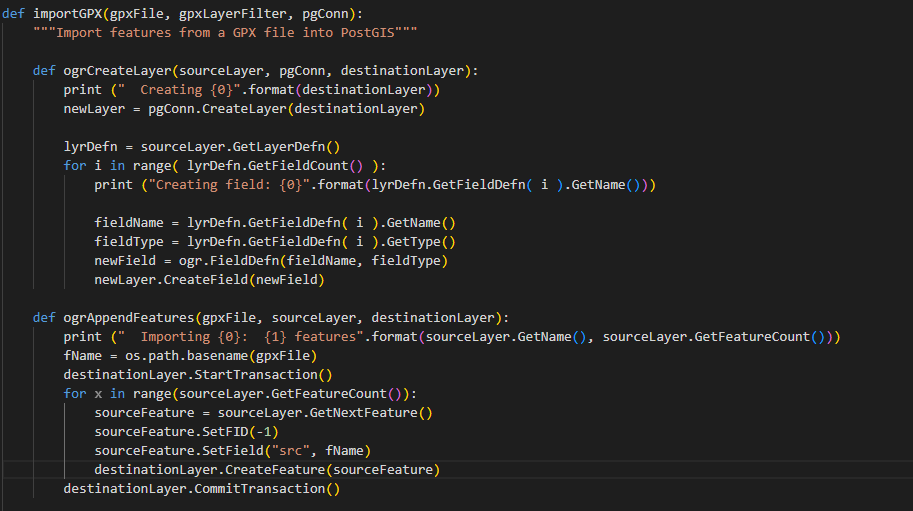 def importGPX(gpxFile, gpxLayerFilter, pgConn):
    """Import features from a GPX file into PostGIS"""

    def ogrCreateLayer(sourceLayer, pgConn, destinationLayer):
        print ("  Creating {0}".format(destinationLayer))
        newLayer = pgConn.CreateLayer(destinationLayer)

        lyrDefn = sourceLayer.GetLayerDefn()
        for i in range( lyrDefn.GetFieldCount() ):
            print ("Creating field: {0}".format(lyrDefn.GetFieldDefn( i ).GetName()))

            fieldName = lyrDefn.GetFieldDefn( i ).GetName()
            fieldType = lyrDefn.GetFieldDefn( i ).GetType()
            newField = ogr.FieldDefn(fieldName, fieldType)
            newLayer.CreateField(newField)

    def ogrAppendFeatures(gpxFile, sourceLayer, destinationLayer):
        print ("  Importing {0}:  {1} features".format(sourceLayer.GetName(), sourceLayer.GetFeatureCount()))
        fName = os.path.basename(gpxFile)
        destinationLayer.StartTransaction()
        for x in range(sourceLayer.GetFeatureCount()):
            sourceFeature = sourceLayer.GetNextFeature()
            sourceFeature.SetFID(-1)
            sourceFeature.SetField("src", fName)
            destinationLayer.CreateFeature(sourceFeature)
        destinationLayer.CommitTransaction()